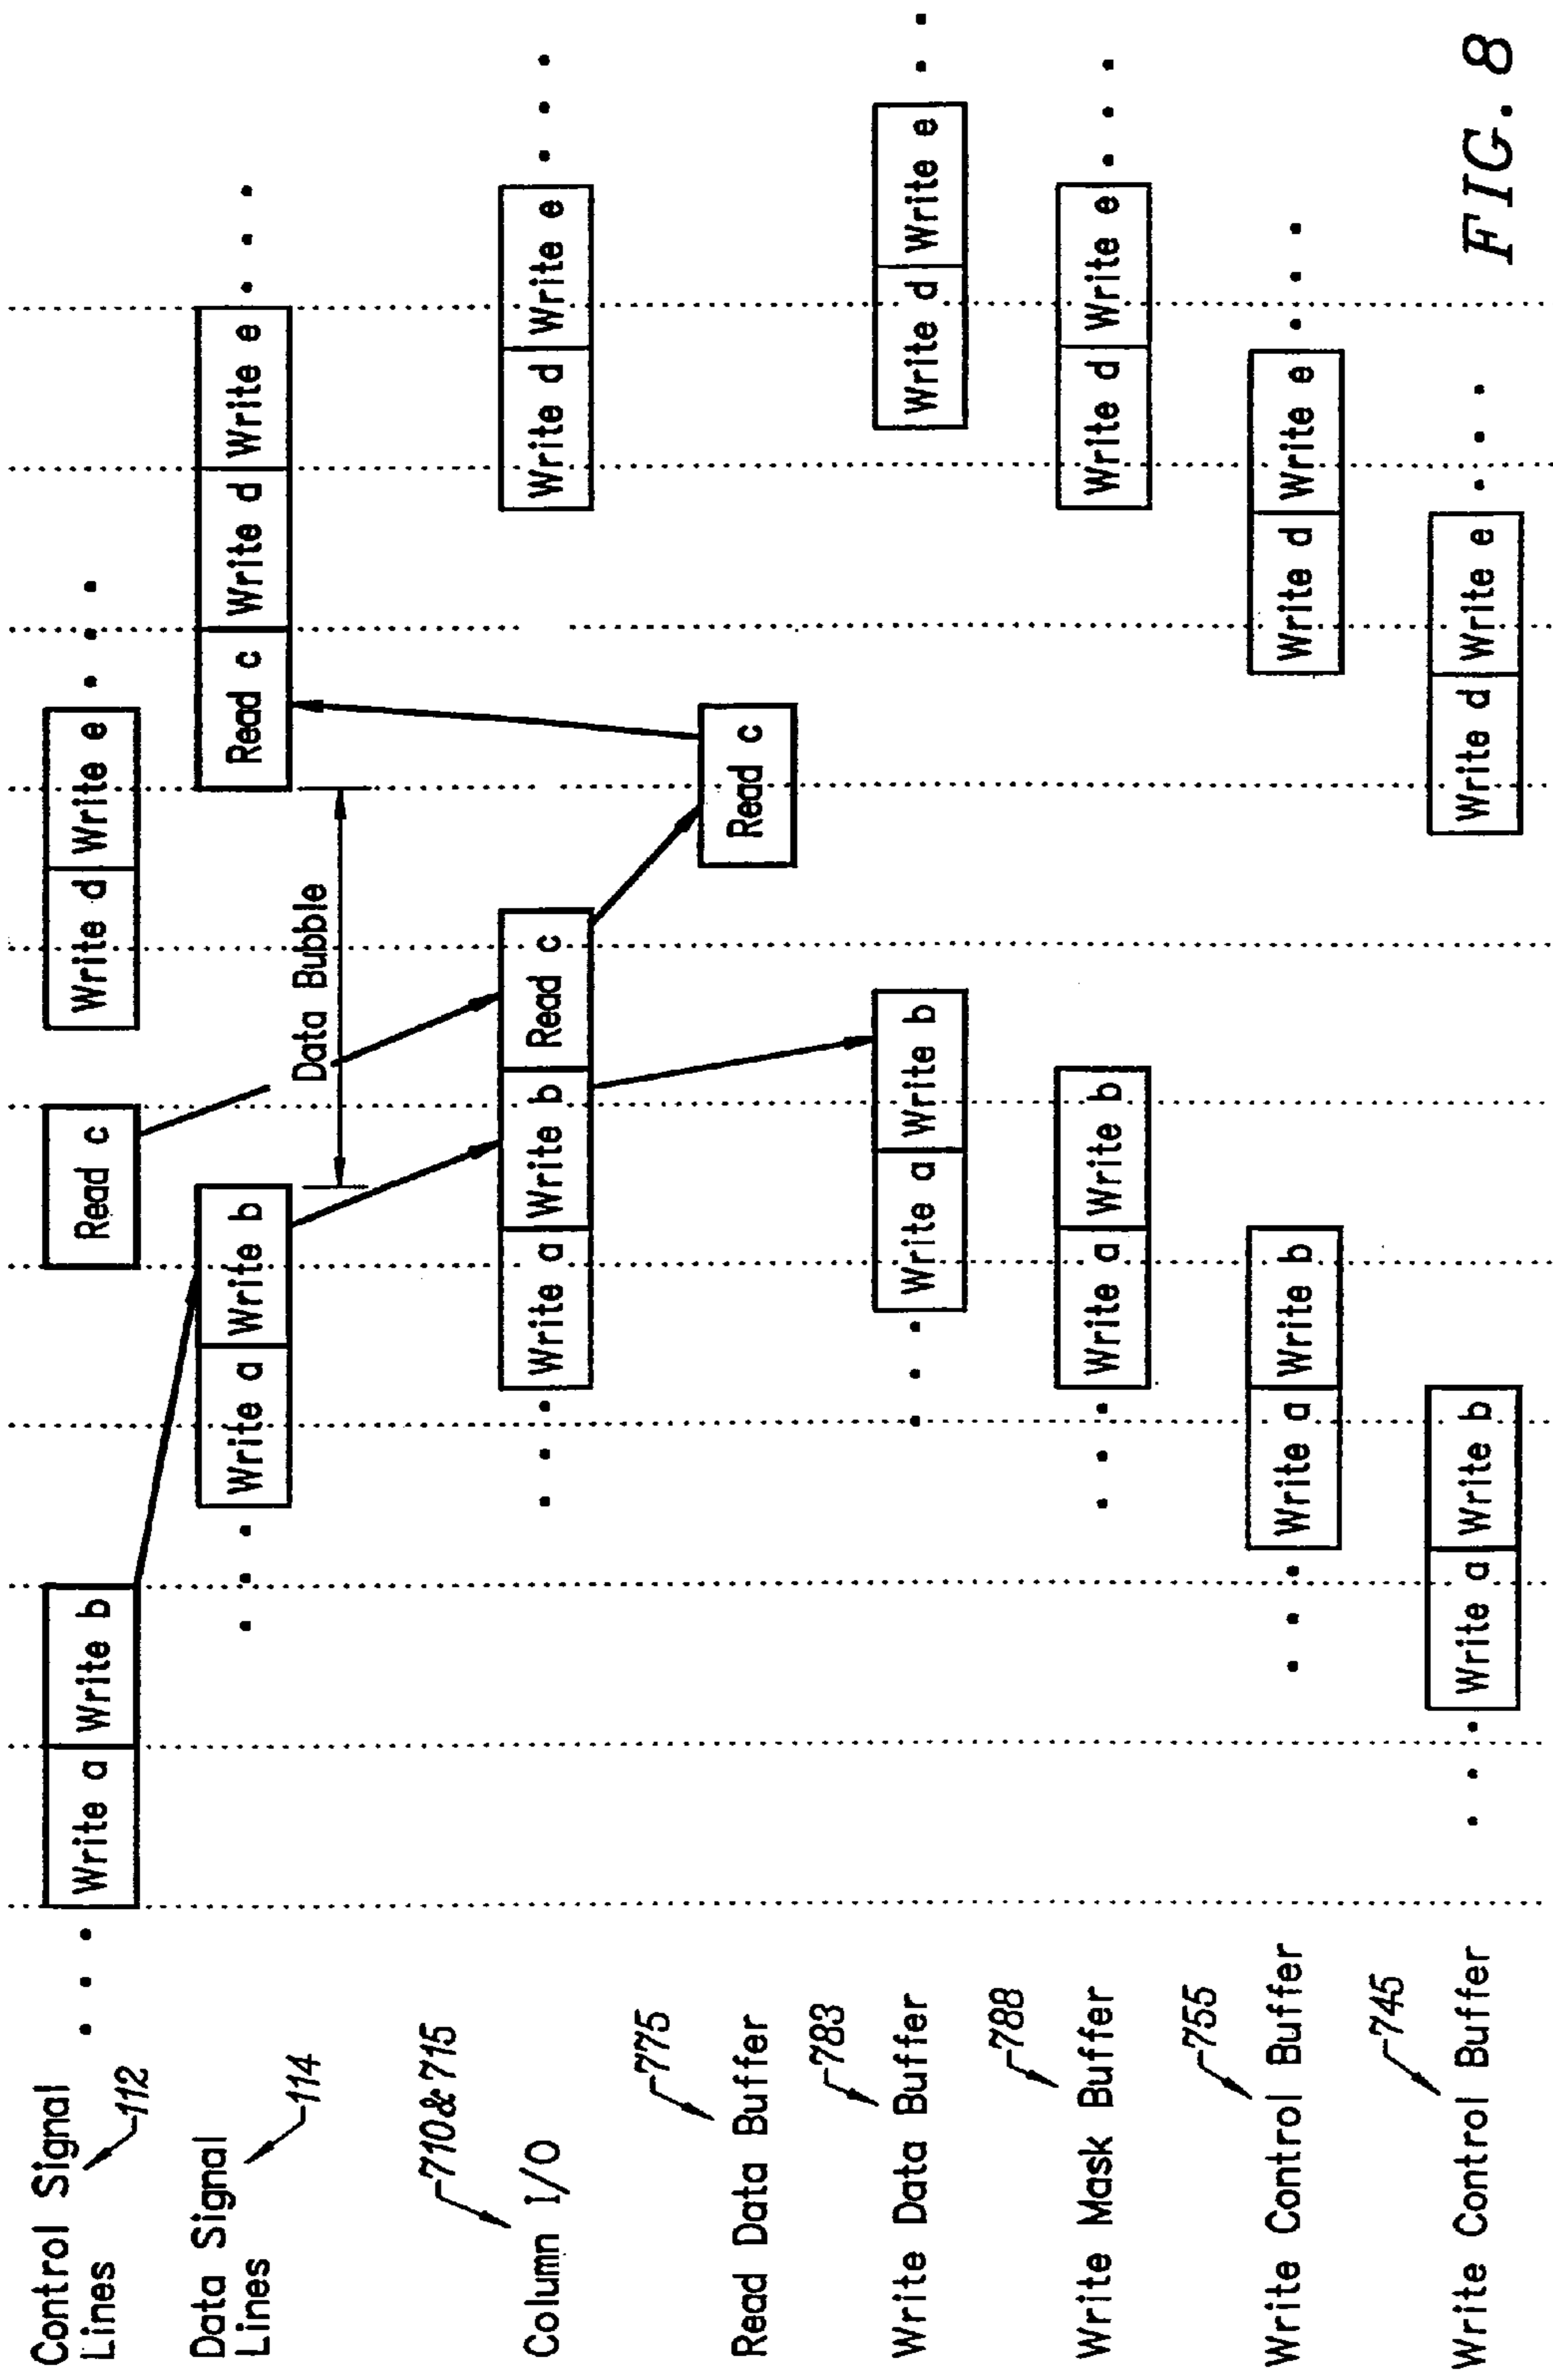 Control Signal
Lines
112
. . .
Write a
Write b
Read c
Write d
Write e
. . .
Data Signal
Lines
114
. . .
Write a
Write b
Read c
Write d
Write e
. . .
Data Bubble
710&715
Column I/O
. . .
Write a
Write b
Read c
Write d
Write e
. . .
775
Read Data Buffer
Read c
783
Write Data Buffer
. . .
Write a
Write b
Write d
Write e
. .
788
Write Mask Buffer
. . .
Write a
Write b
Write d
Write e
. . .
755
Write Control Buffer
. . .
Write a
Write b
Write d
Write e
. . .
745
Write Control Buffer
. . .
Write a
Write b
Write d
Write e
. . .
FIG. 8